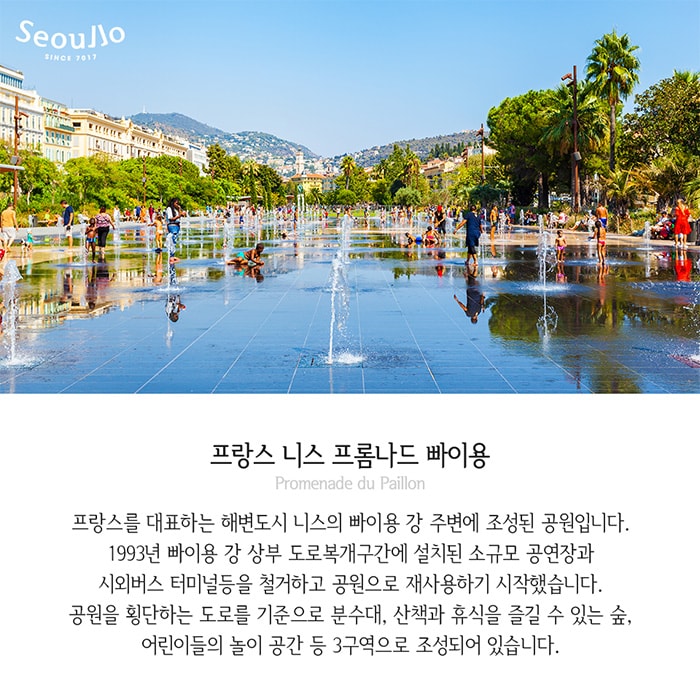 Seoullo
SINCE 7017
프랑스 니스 프롬나드 빠이용
Promenade du Paillon
프랑스를 대표하는 해변도시 니스의 빠이용 강 주변에 조성된 공원입니다.
1993년 빠이용 강 상부 도로복개구간에 설치된 소규모 공연장과
시외버스 터미널등을 철거하고 공원으로 재사용하기 시작했습니다.
공원을 횡단하는 도로를 기준으로 분수대, 산책과 휴식을 즐길 수 있는 숲,
어린이들의 놀이 공간 등 3구역으로 조성되어 있습니다.